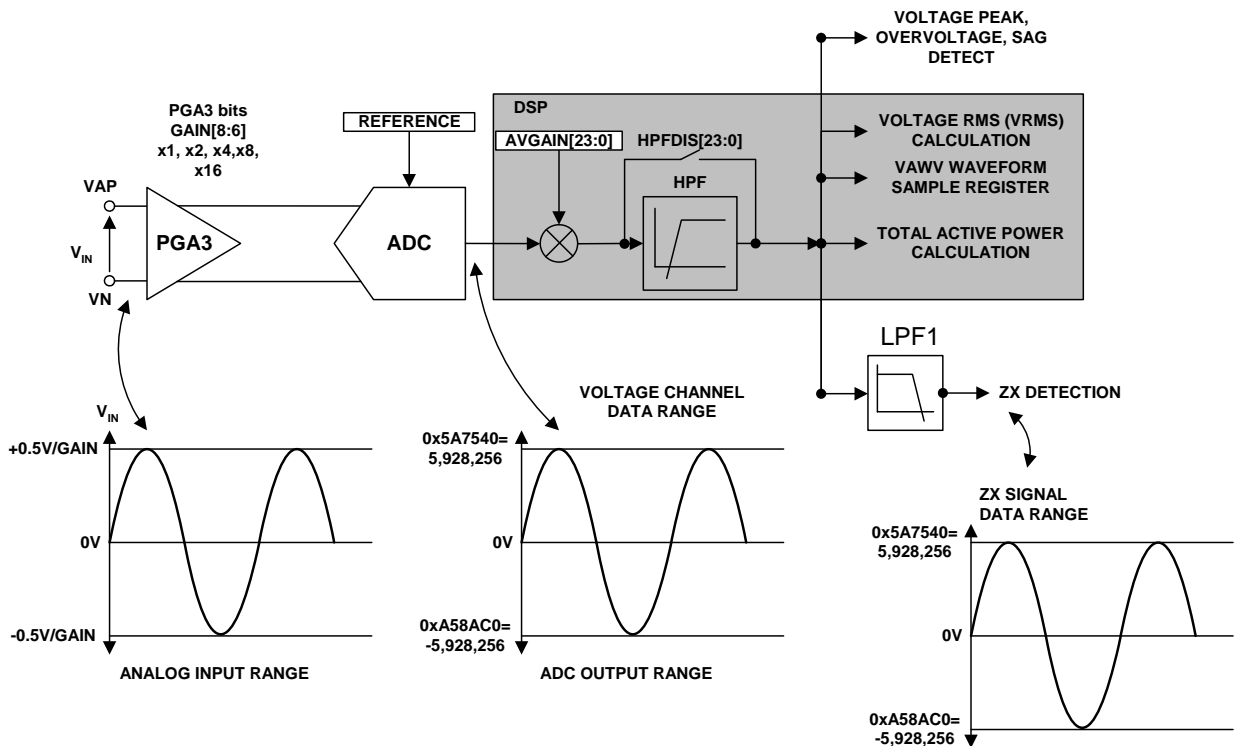 VOLTAGE PEAK,
OVERVOLTAGE, SAG
DETECT
DSP
PGA3 bits
GAIN[8:6]
x1, x2, x4,x8,
x16
REFERENCE
AVGAIN[23:0]
HPFDIS[23:0]
VOLTAGE RMS (VRMS)
CALCULATION
VAWV WAVEFORM
SAMPLE REGISTER
HPF
VAP
PGA3
ADC
TOTAL ACTIVE POWER
CALCULATION
VIN
VN
LPF1
VOLTAGE CHANNEL
DATA RANGE
ZX DETECTION
VIN
+0.5V/GAIN
0V
-0.5V/GAIN
ANALOG INPUT RANGE
0x5A7540=
5,928,256
0V
0xA58AC0=
-5,928,256
ADC OUTPUT RANGE
ZX SIGNAL
DATA RANGE
0x5A7540=
5,928,256
0V
0xA58AC0=
-5,928,256